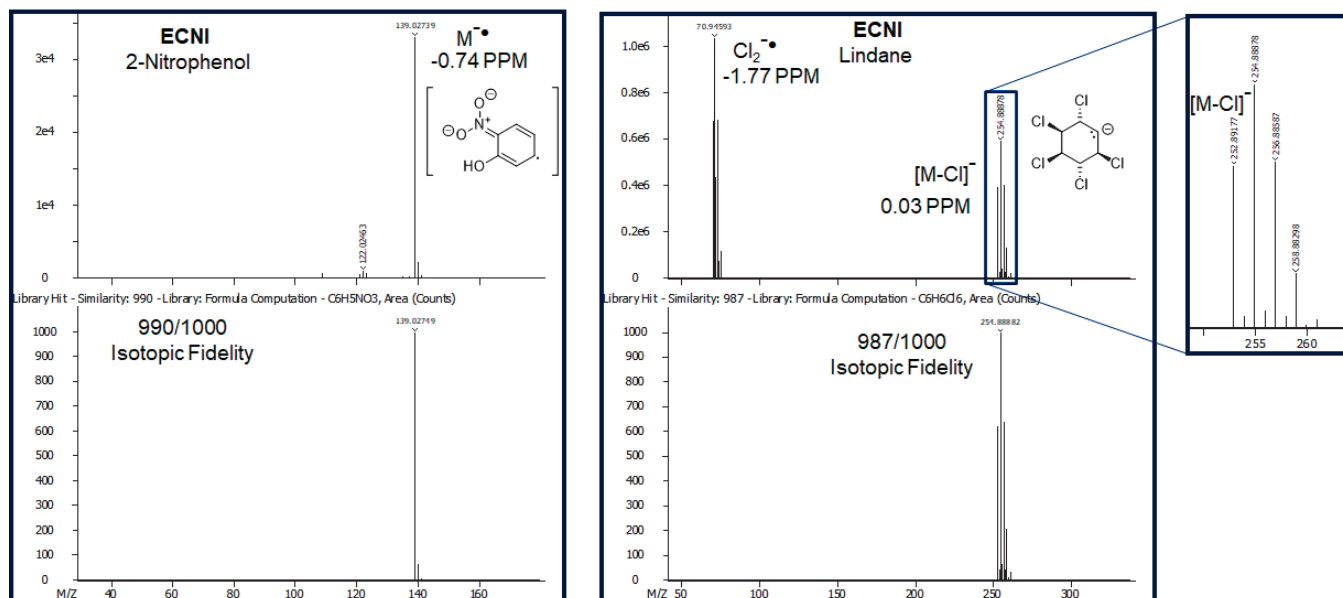 ECNI
2-Nitrophenol
139.02739
M⁻•
-0.74 PPM
O
⊖
⊖
O
N
+
HO
3e4
2e4
1e4
0
122.02463
Library Hit - Similarity: 990 - Library: Formula Computation - C6H5NO3, Area (Counts)
990/1000
Isotopic Fidelity
139.02749
1000
900
800
700
600
500
400
300
200
100
0
M/Z 40 60 80 100 120 140 160
70.94593
Cl₂⁻•
-1.77 PPM
ECNI
Lindane
254.88878
[M-Cl]⁻
0.03 PPM
Cl
Cl
Cl
Cl
Cl
⊖
1.0e6
0.8e6
0.6e6
0.4e6
0.2e6
0
Library Hit - Similarity: 987 - Library: Formula Computation - C6H6Cl6, Area (Counts)
987/1000
Isotopic Fidelity
254.88882
1000
900
800
700
600
500
400
300
200
100
0
M/Z 50 100 150 200 250 300
[M-Cl]⁻
252.89177
254.88878
256.88587
258.88298
255 260